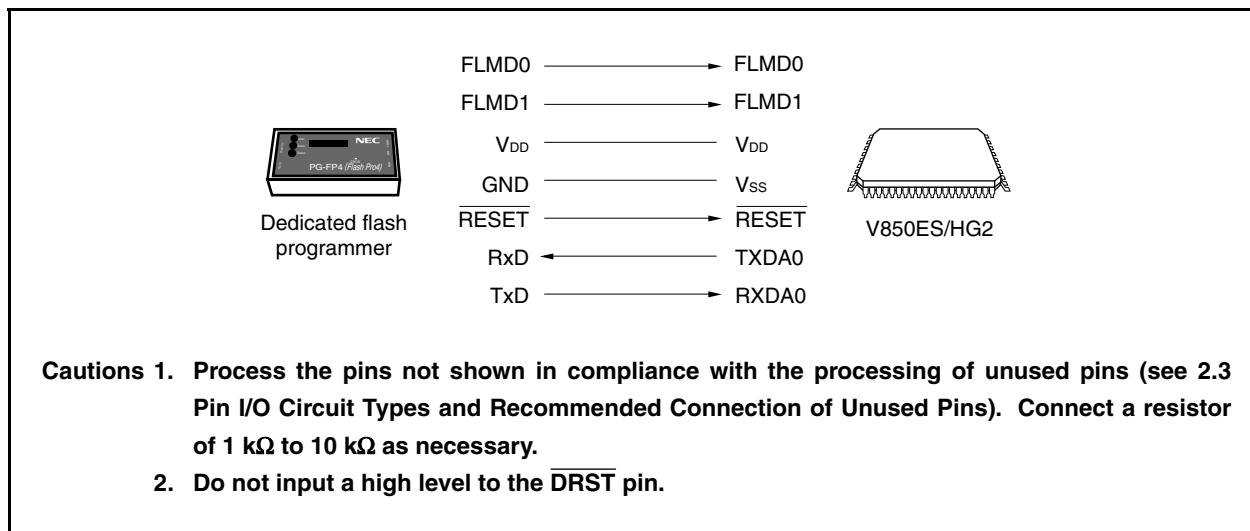 FLMD0 FLMD0
FLMD1 FLMD1
NEC
PG-FP4 (Flash Pro4)
VDD VDD
GND VSS
RESET RESET
Dedicated flash
programmer
V850ES/HG2
RxD TXDA0
TxD RXDA0
Cautions 1. Process the pins not shown in compliance with the processing of unused pins (see 2.3
Pin I/O Circuit Types and Recommended Connection of Unused Pins). Connect a resistor
of 1 kΩ to 10 kΩ as necessary.
2. Do not input a high level to the DRST pin.